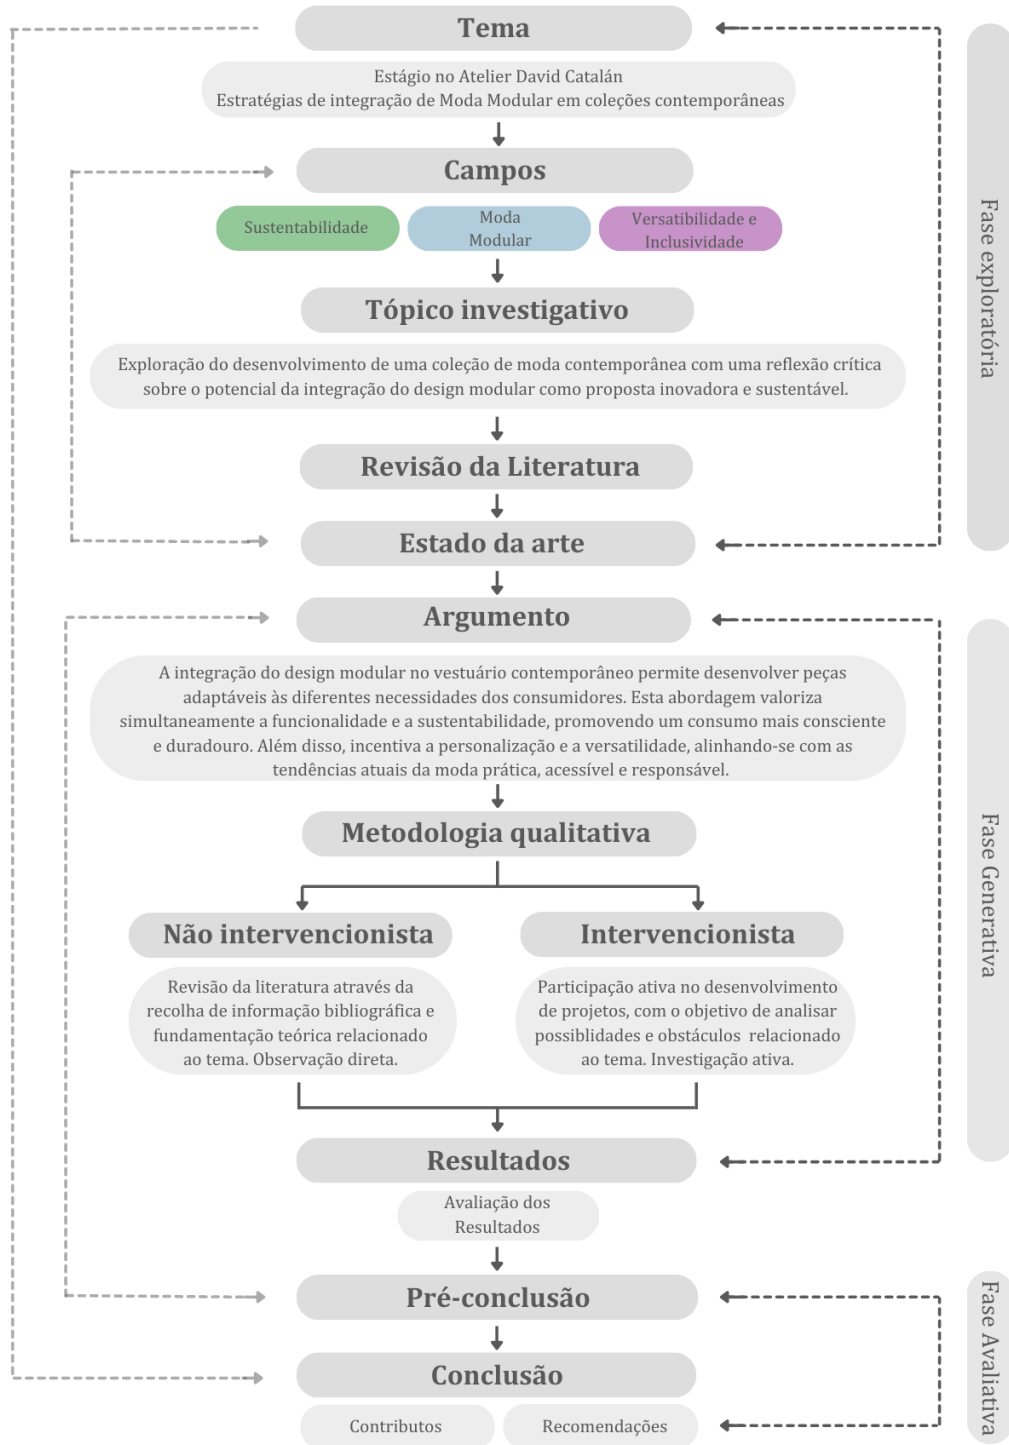 Tema
Estágio no Atelier David Catalán
Estratégias de integração de Moda Modular em coleções contemporâneas
Campos
Sustentabilidade
Moda
Modular
Versatibilidade e
Inclusividade
Tópico investigativo
Exploração do desenvolvimento de uma coleção de moda contemporânea com uma reflexão crítica
sobre o potencial da integração do design modular como proposta inovadora e sustentável.
Revisão da Literatura
Estado da arte
Fase exploratória
Argumento
A integração do design modular no vestuário contemporâneo permite desenvolver peças
adaptáveis às diferentes necessidades dos consumidores. Esta abordagem valoriza
simultaneamente a funcionalidade e a sustentabilidade, promovendo um consumo mais consciente
e duradouro. Além disso, incentiva a personalização e a versatilidade, alinhando-se com as
tendências atuais da moda prática, acessível e responsável.
Metodologia qualitativa
Não intervencionista
Revisão da literatura através da
recolha de informação bibliográfica e
fundamentação teórica relacionado
ao tema. Observação direta.
Intervencionista
Participação ativa no desenvolvimento
de projetos, com o objetivo de analisar
possiblidades e obstáculos relacionado
ao tema. Investigação ativa.
Resultados
Avaliação dos
Resultados
Fase Generativa
Pré-conclusão
Conclusão
Contributos
Recomendações
Fase Avaliativa